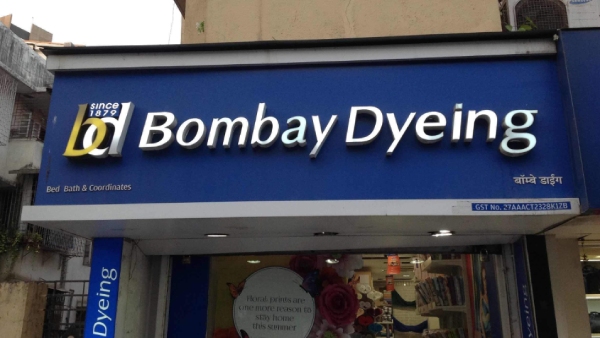 since
1879
bd Bombay Dyeing
Bed Bath & Coordinates
बॉम्बे डाईंग
GST No. 27AAACT2328K1ZB
Dyeing
Floral prints are
one more reason to
stay home
this summer